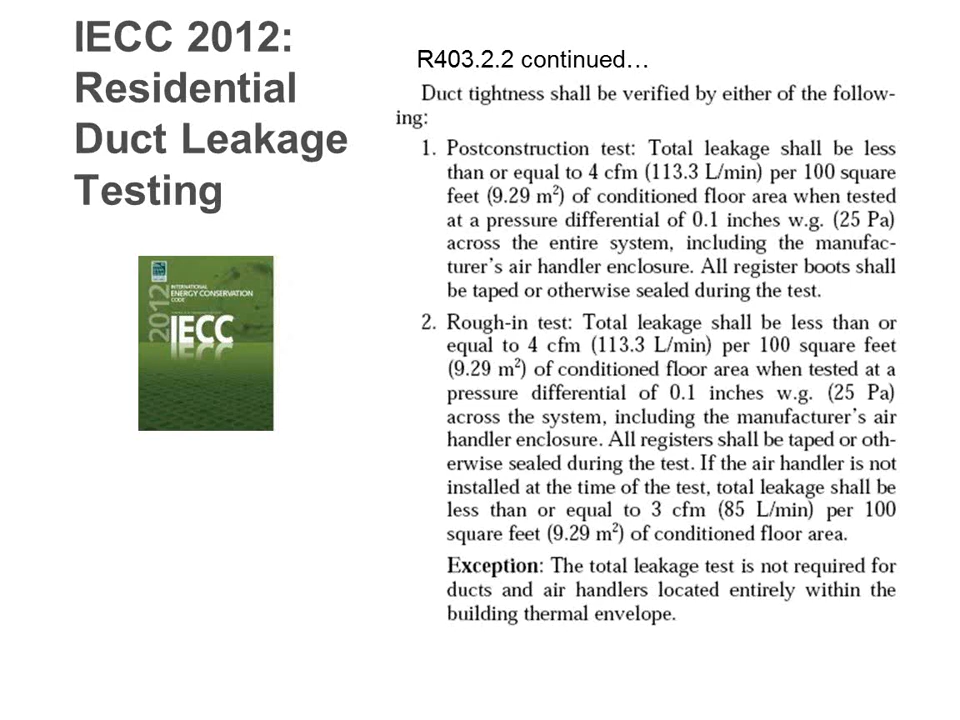 IECC 2012:
Residential
Duct Leakage
Testing
2012
INTERNATIONAL
ENERGY CONSERVATION
CODE
IECC
R403.2.2 continued…
Duct tightness shall be verified by either of the follow-
ing:
1. Postconstruction test: Total leakage shall be less
than or equal to 4 cfm (113.3 L/min) per 100 square
feet (9.29 m²) of conditioned floor area when tested
at a pressure differential of 0.1 inches w.g. (25 Pa)
across the entire system, including the manufac-
turer's air handler enclosure. All register boots shall
be taped or otherwise sealed during the test.
2. Rough-in test: Total leakage shall be less than or
equal to 4 cfm (113.3 L/min) per 100 square feet
(9.29 m²) of conditioned floor area when tested at a
pressure differential of 0.1 inches w.g. (25 Pa)
across the system, including the manufacturer's air
handler enclosure. All registers shall be taped or oth-
erwise sealed during the test. If the air handler is not
installed at the time of the test, total leakage shall be
less than or equal to 3 cfm (85 L/min) per 100
square feet (9.29 m²) of conditioned floor area.
Exception: The total leakage test is not required for
ducts and air handlers located entirely within the
building thermal envelope.